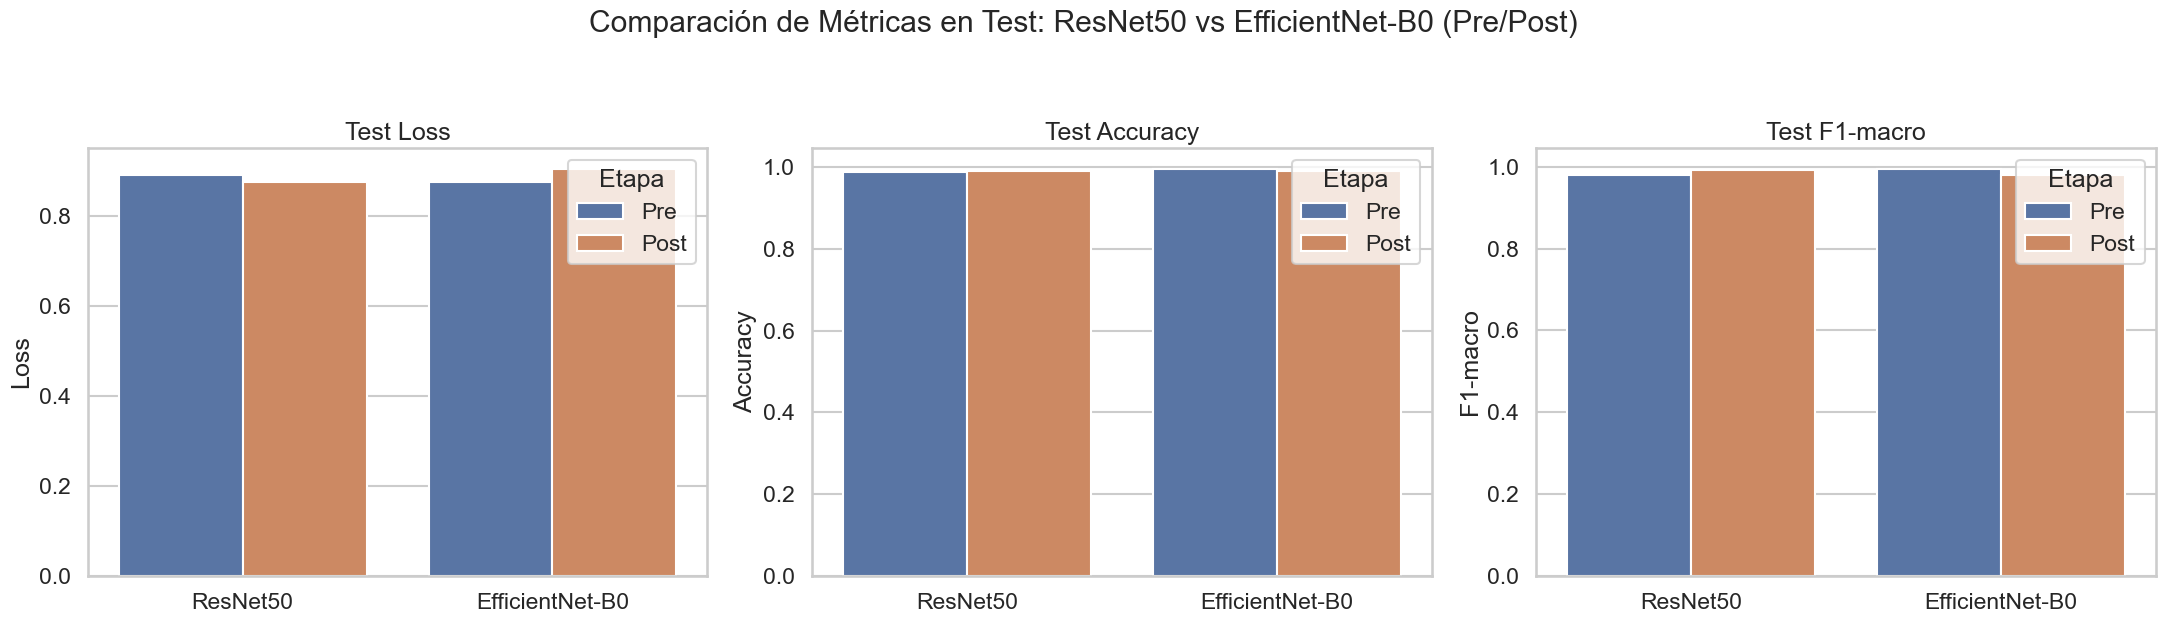 Comparación de Métricas en Test: ResNet50 vs EfficientNet-B0 (Pre/Post)
Test Loss
Loss
0.8
0.6
0.4
0.2
0.0
Etapa
Pre
Post
ResNet50
EfficientNet-B0
Test Accuracy
Accuracy
1.0
0.8
0.6
0.4
0.2
0.0
Etapa
Pre
Post
ResNet50
EfficientNet-B0
Test F1-macro
F1-macro
1.0
0.8
0.6
0.4
0.2
0.0
Etapa
Pre
Post
ResNet50
EfficientNet-B0